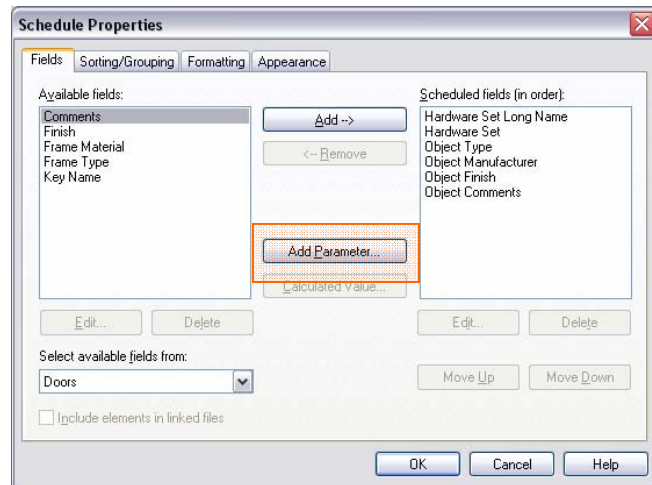 Schedule Properties
Fields Sorting/Grouping Formatting Appearance
Available fields:
Comments
Finish
Frame Material
Frame Type
Key Name
Add -->
<-- Remove
Add Parameter...
Calculated Value...
Scheduled fields (in order):
Hardware Set Long Name
Hardware Set
Object Type
Object Manufacturer
Object Finish
Object Comments
Edit... Delete
Edit... Delete
Select available fields from:
Doors
Move Up Move Down
Include elements in linked files
OK Cancel Help